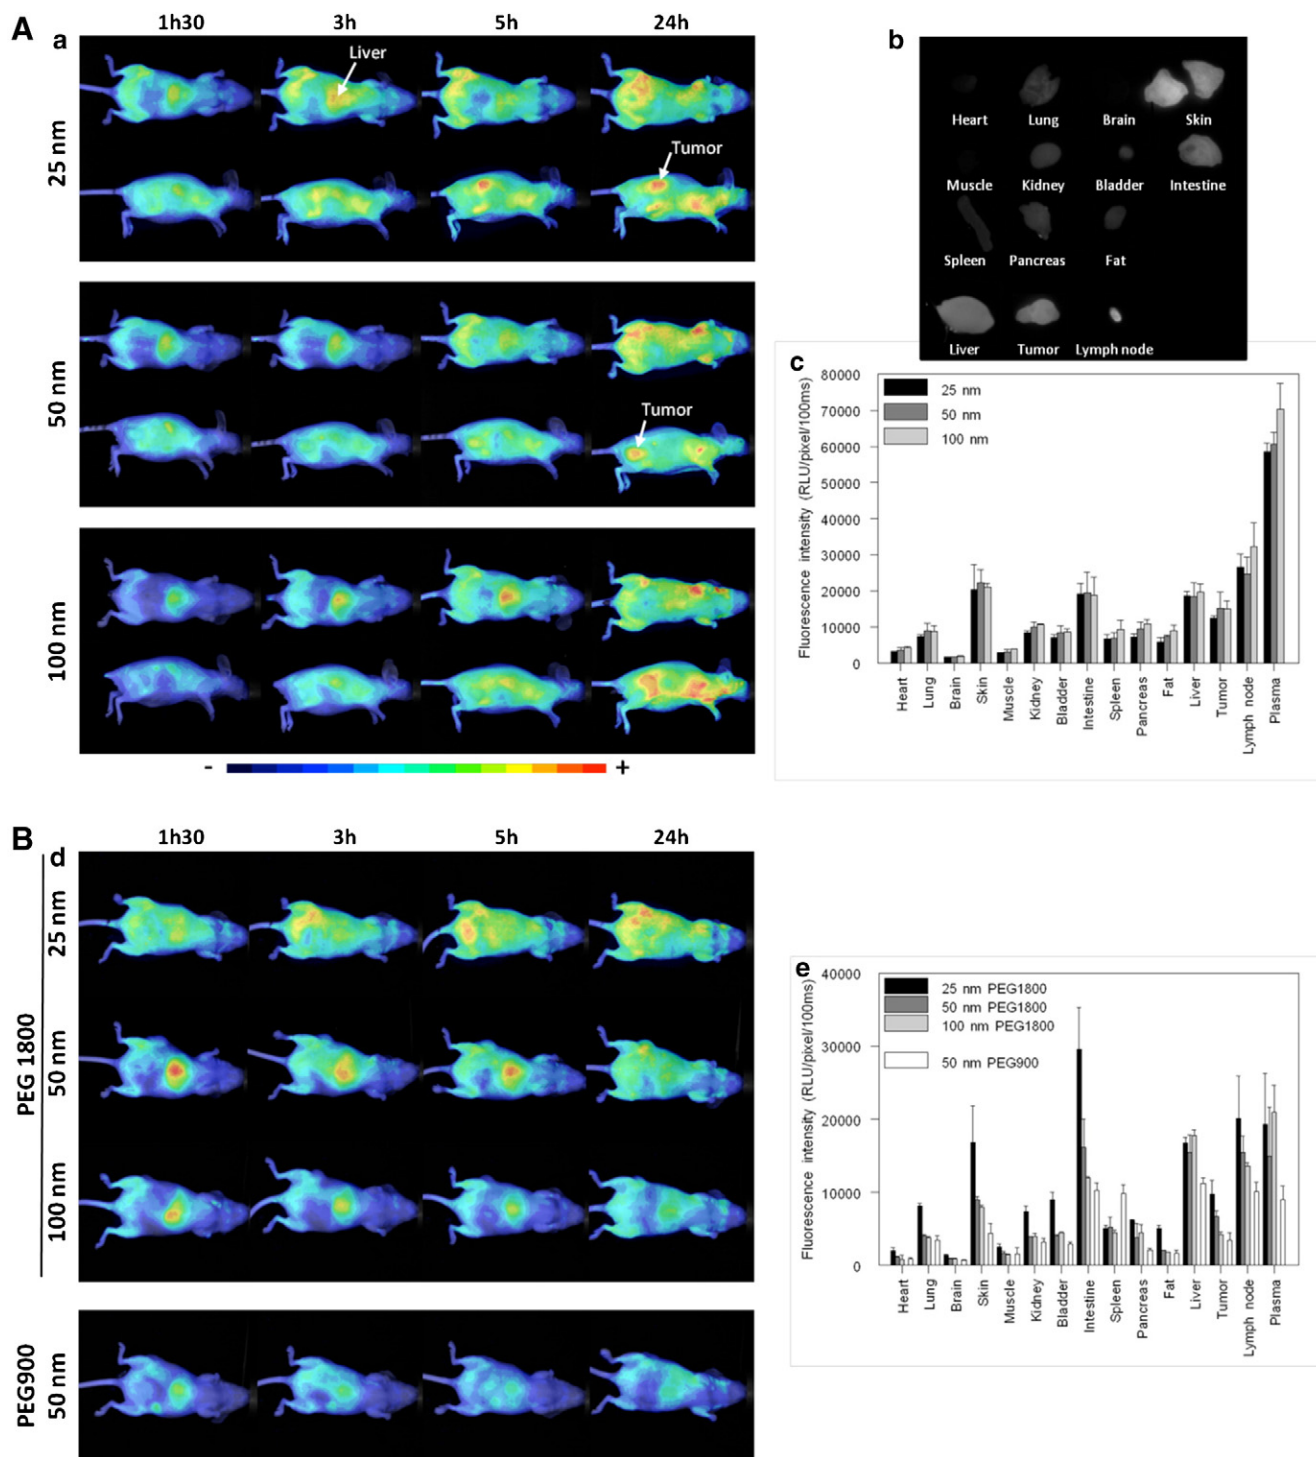 A
a
1h30 3h 5h 24h
25 nm
Liver
Tumor
50 nm
Tumor
100 nm
- +
b
Heart Lung Brain Skin
Muscle Kidney Bladder Intestine
Spleen Pancreas Fat
Liver Tumor Lymph node
c
Fluorescence intensity (RLU/pixel/100ms)
80000
70000
60000
50000
40000
30000
20000
10000
0
25 nm
50 nm
100 nm
Heart
Lung
Brain
Skin
Muscle
Kidney
Bladder
Intestine
Spleen
Pancreas
Fat
Liver
Tumor
Lymph node
Plasma
B
d
1h30 3h 5h 24h
PEG 1800
25 nm
50 nm
100 nm
PEG900
50 nm
e
Fluorescence intensity (RLU/pixel/100ms)
40000
30000
20000
10000
0
25 nm PEG1800
50 nm PEG1800
100 nm PEG1800
50 nm PEG900
Heart
Lung
Brain
Skin
Muscle
Kidney
Bladder
Intestine
Spleen
Pancreas
Fat
Liver
Tumor
Lymph node
Plasma